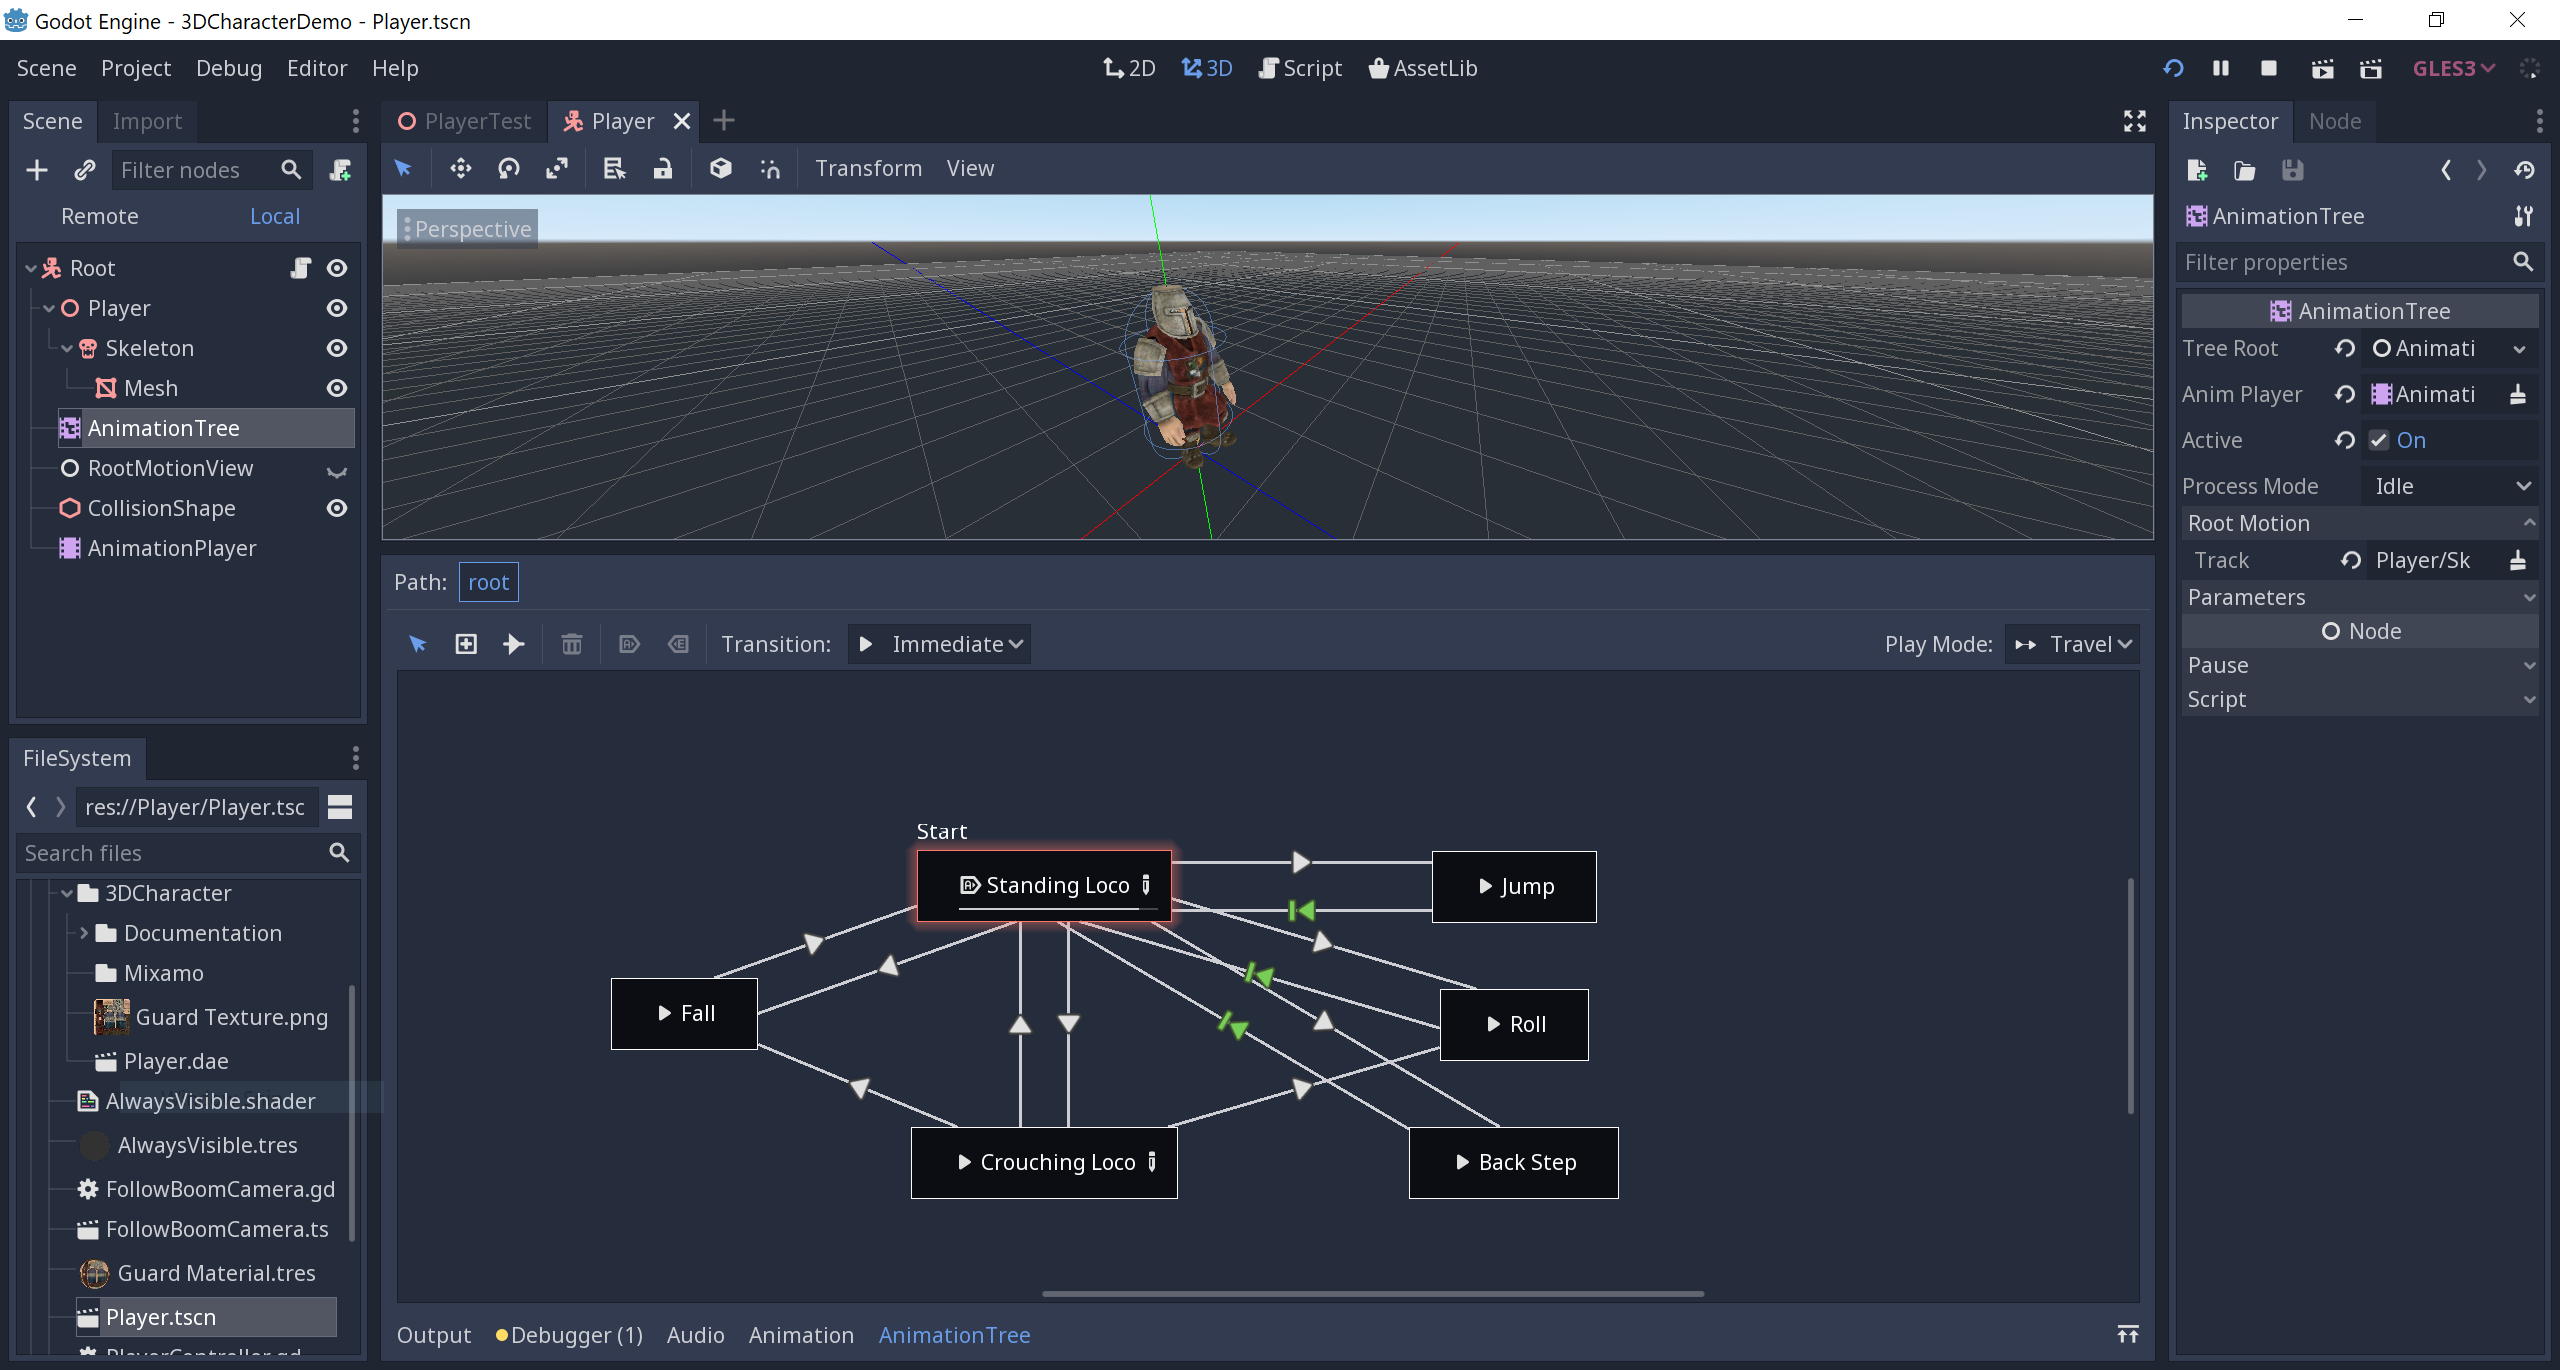 Godot Engine - 3DCharacterDemo - Player.tscn
Scene Project Debug Editor Help
2D 3D Script AssetLib
GLES3
Scene Import
Filter nodes
Remote Local
Root
Player
Skeleton
Mesh
AnimationTree
RootMotionView
CollisionShape
AnimationPlayer
FileSystem
res://Player/Player.tsc
Search files
3DCharacter
Documentation
Mixamo
Guard Texture.png
Player.dae
AlwaysVisible.shader
AlwaysVisible.tres
FollowBoomCamera.gd
FollowBoomCamera.ts
Guard Material.tres
Player.tscn
PlayerTest Player
Transform View
Perspective
Path: root
Transition: Immediate
Play Mode: Travel
Start
Standing Loco
Jump
Fall
Roll
Crouching Loco
Back Step
Output Debugger (1) Audio Animation AnimationTree
Inspector Node
AnimationTree
Filter properties
AnimationTree
Tree Root Animati
Anim Player Animati
Active On
Process Mode Idle
Root Motion
Track Player/Sk
Parameters
Node
Pause
Script